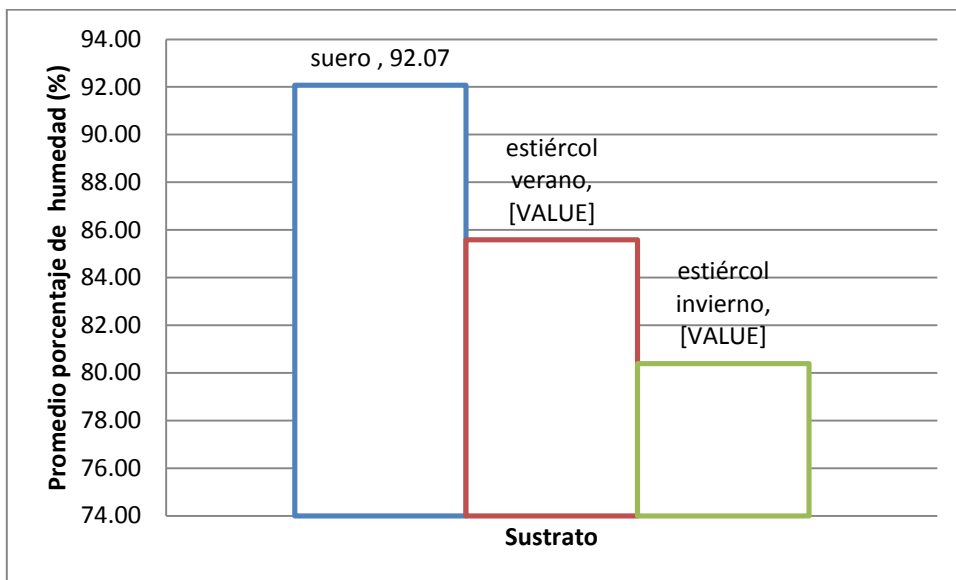 94.00
92.00
90.00
88.00
86.00
84.00
82.00
80.00
78.00
76.00
74.00
Promedio porcentaje de humedad (%)
suero , 92.07
estiércol
verano,
[VALUE]
estiércol
invierno,
[VALUE]
Sustrato